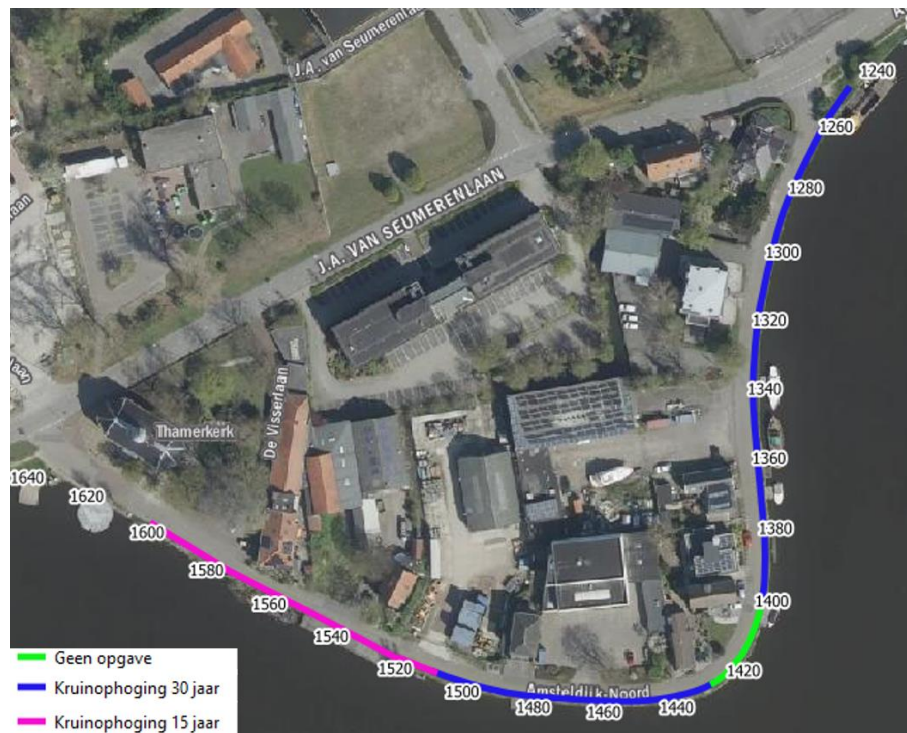 1240
J.A. van Seumerenlaan
1260
1280
J.A. VAN SEUMERENLAAN
1300
1320
1340
De Visserlaan
Thamerkerk
1360
1640
1620
1380
1600
1580
1400
1560
1540
1520
1420
1500
Amsteldijk-Noord
1480
1460
1440
Geen opgave
Kruinophoging 30 jaar
Kruinophoging 15 jaar